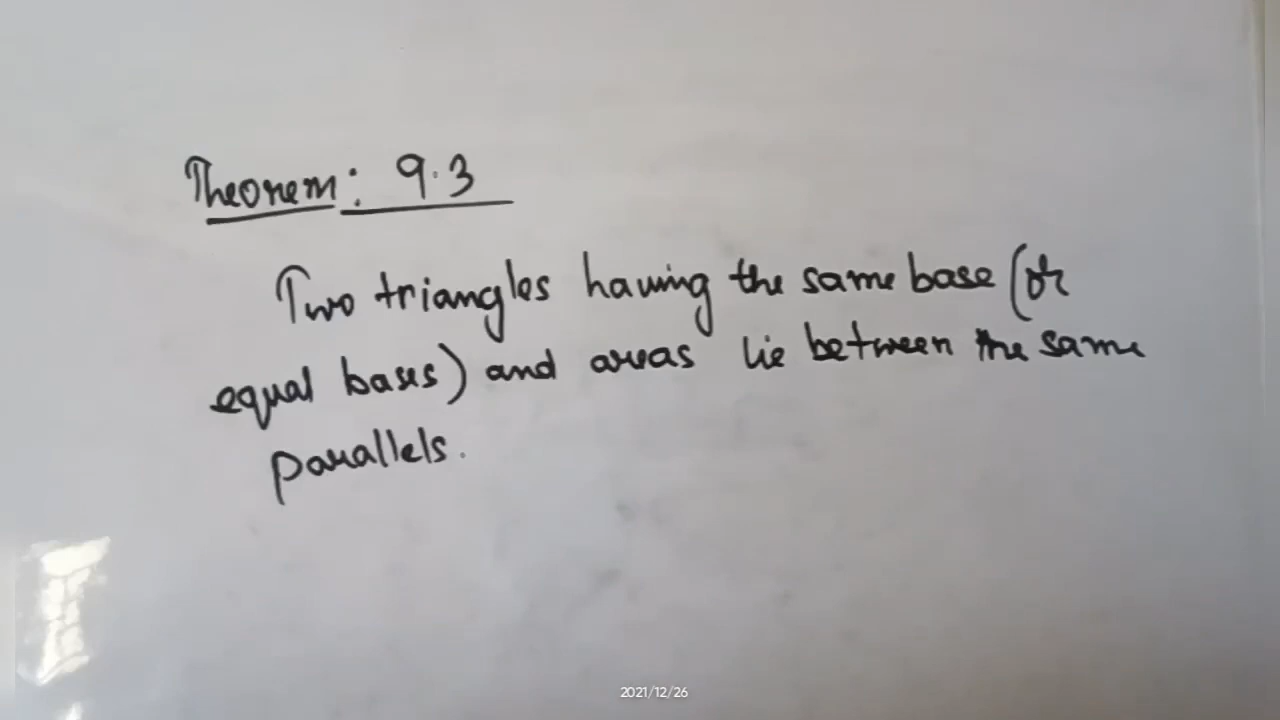 Theorem: 9.3
Two triangles having the same base (or
equal bases) and areas lie between the same
parallels.
2021/12/26